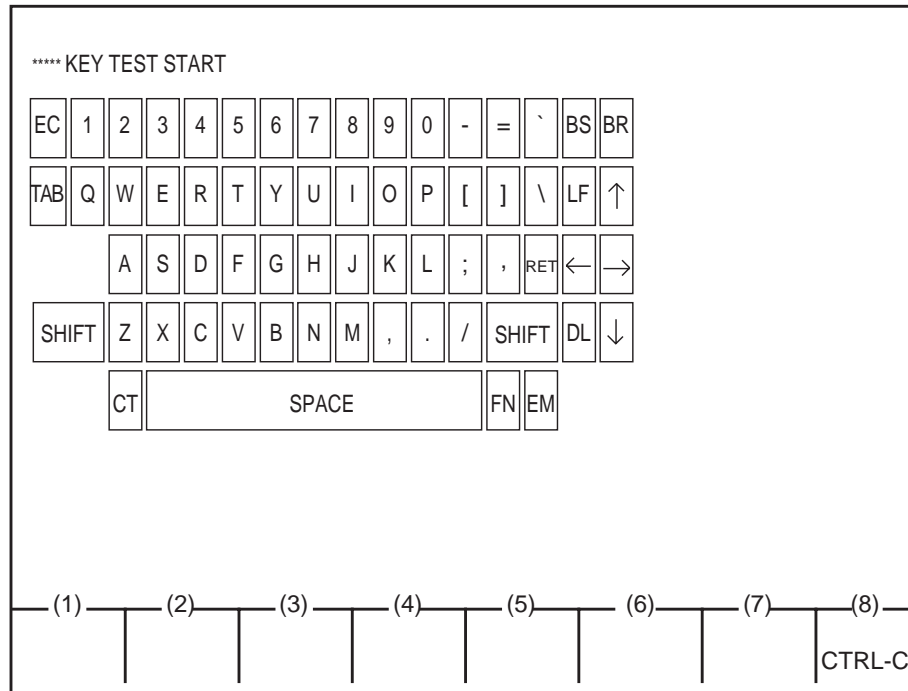 ***** KEY TEST START
EC 1 2 3 4 5 6 7 8 9 0 - = ` BS BR
TAB Q W E R T Y U I O P [ ] \ LF ↑
A S D F G H J K L ; , RET ← →
SHIFT Z X C V B N M , . / SHIFT DL ↓
CT SPACE FN EM
(1) (2) (3) (4) (5) (6) (7) (8)
CTRL-C